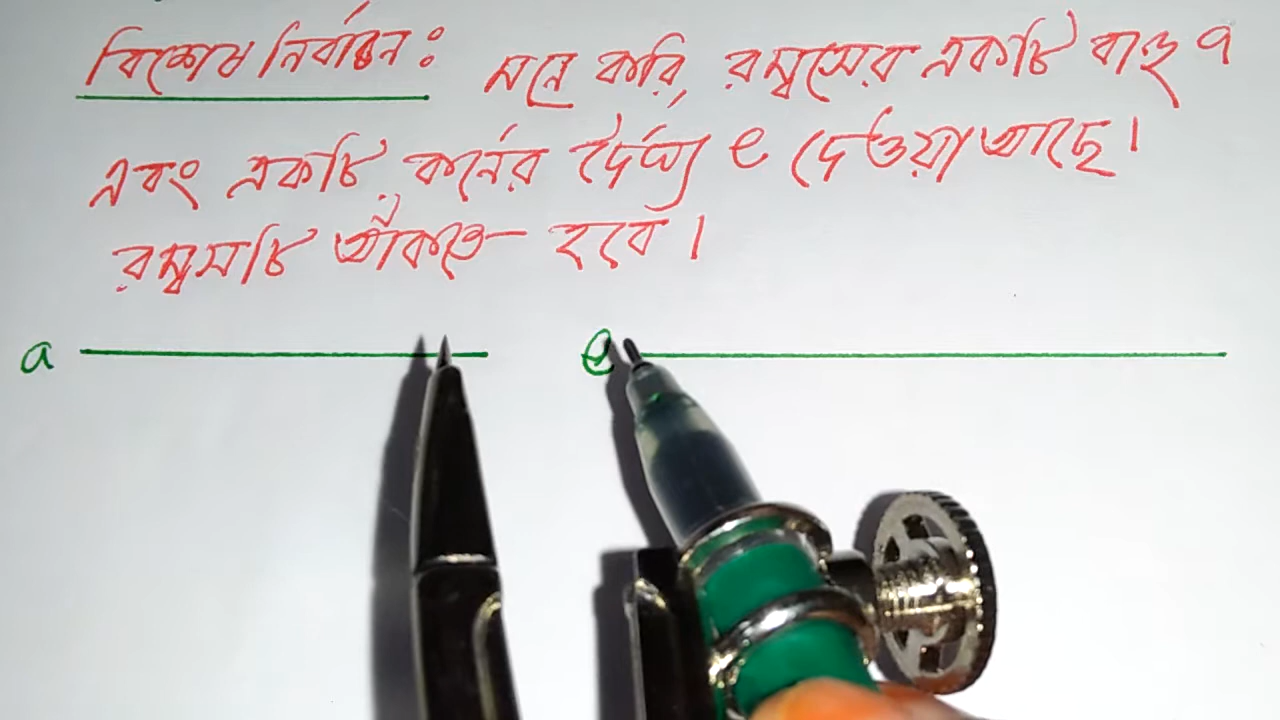 বিশেষ নির্বচন: মনে করি, রম্বসের একটি বাহু a
এবং একটি কর্নের দৈর্ঘ্য e দেওয়া আছে।
রম্বসটি আঁকতে হবে।
a e